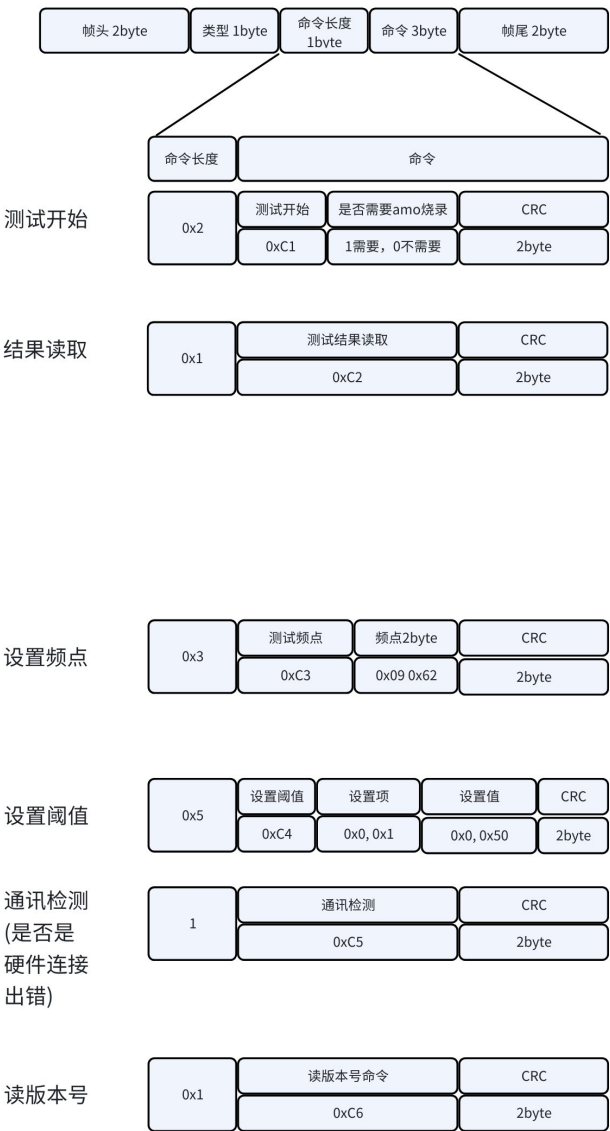 帧头 2byte
类型 1byte
命令长度
1byte
命令 3byte
帧尾 2byte
命令长度
命令
测试开始
0x2
测试开始
是否需要amo烧录
CRC
0xC1
1需要，0不需要
2byte
结果读取
0x1
测试结果读取
CRC
0xC2
2byte
设置频点
0x3
测试频点
频点2byte
CRC
0xC3
0x09 0x62
2byte
设置阈值
0x5
设置阈值
设置项
设置值
CRC
0xC4
0x0, 0x1
0x0, 0x50
2byte
通讯检测
(是否是
硬件连接
出错)
1
通讯检测
CRC
0xC5
2byte
读版本号
0x1
读版本号命令
CRC
0xC6
2byte